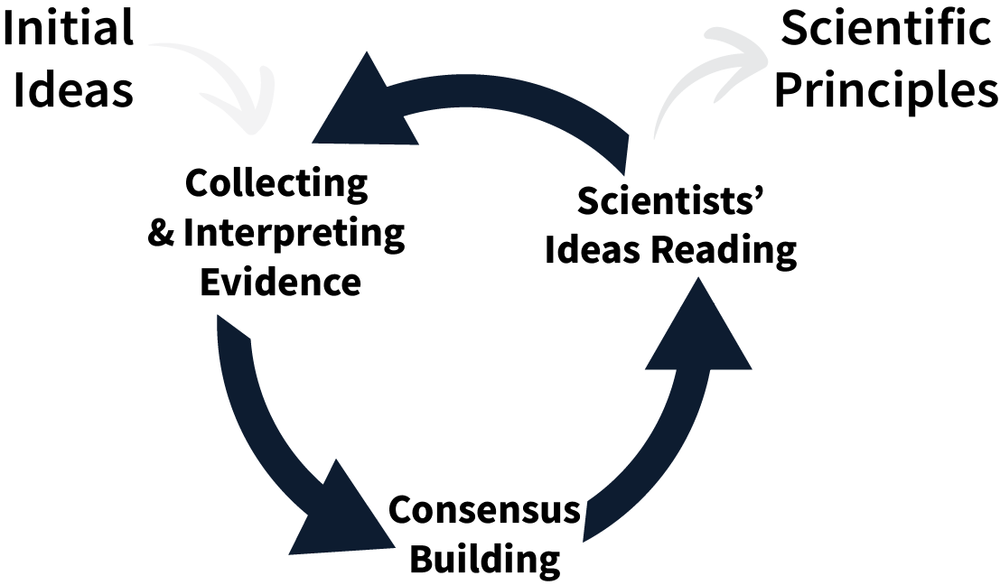 Initial
Ideas
Scientific
Principles
Collecting
& Interpreting
Evidence
Scientists’
Ideas Reading
Consensus
Building